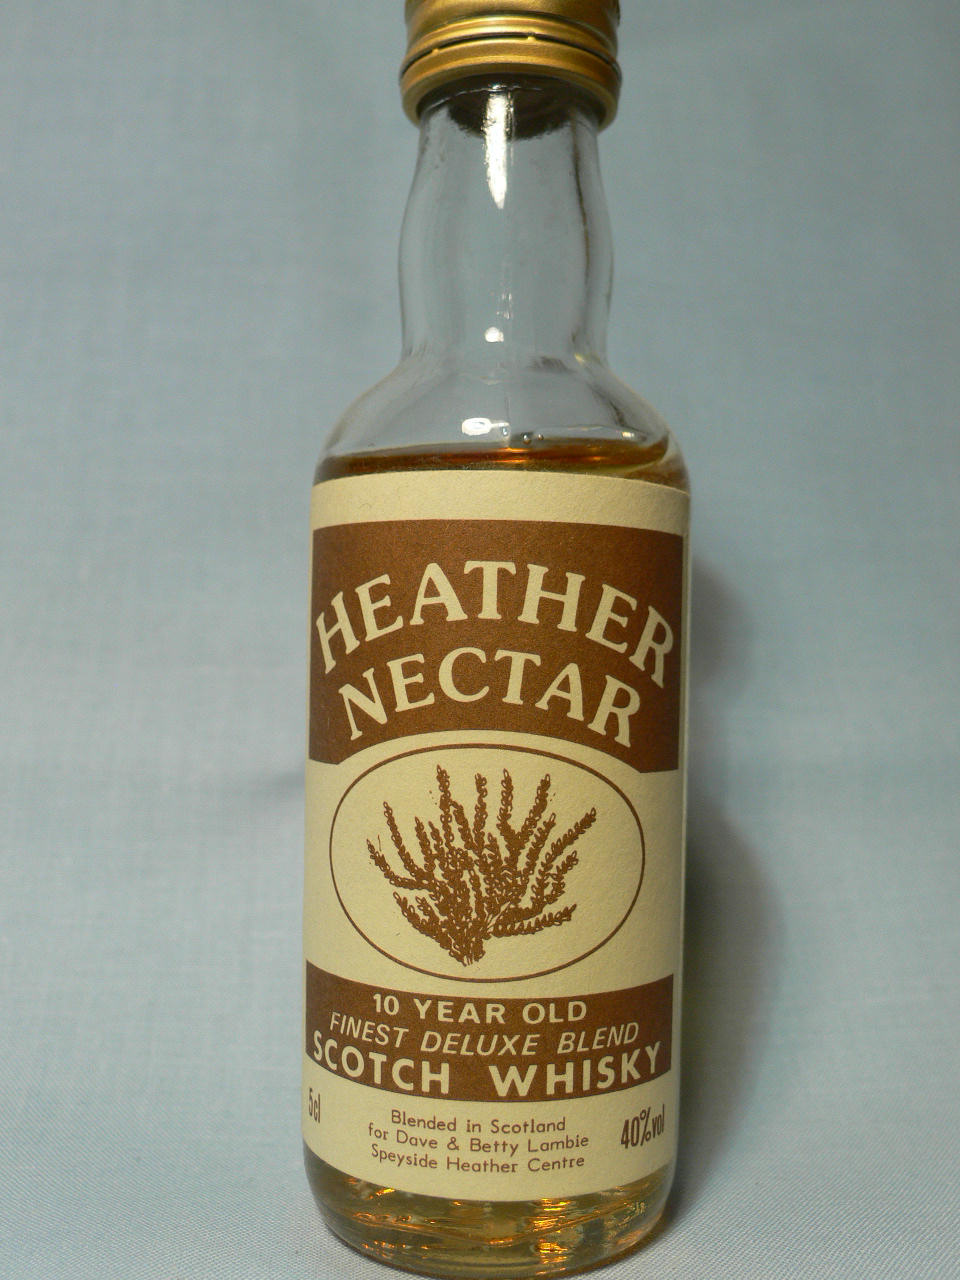 HEATHER
NECTAR
10 YEAR OLD
FINEST DELUXE BLEND
SCOTCH WHISKY
5cl
Blended in Scotland
for Dave & Betty Lambie
Speyside Heather Centre
40%vol